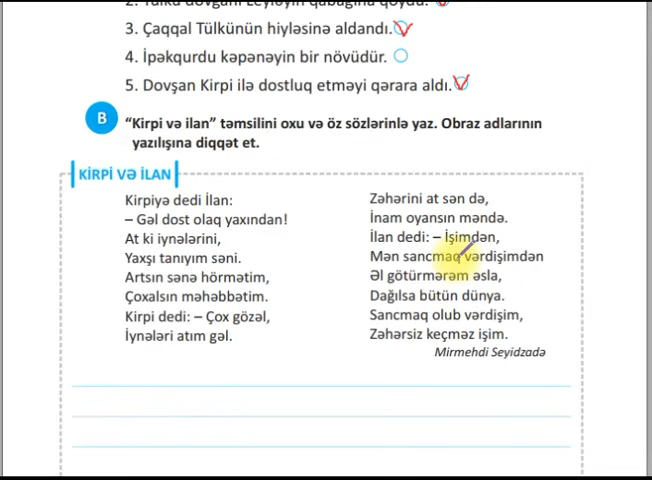 3. Çaqqal Tülkünün hiyləsinə aldandı.
4. İpəkqurdu kəpənəyin bir növüdür.
5. Dovşan Kirpi ilə dostluq etməyi qərara aldı.
B
"Kirpi və ilan" təmsilini oxu və öz sözlərinlə yaz. Obraz adlarının
yazılışına diqqət et.
KİRPİ VƏ İLAN
Kirpiyə dedi İlan:
– Gəl dost olaq yaxından!
At ki iynələrini,
Yaxşı tanıyım səni.
Artsın sənə hörmətim,
Çoxalsın məhəbbətim.
Kirpi dedi: – Çox gözəl,
İynələri atım gəl.
Zəhərini at sən də,
İnam oyansın məndə.
İlan dedi: – İşimdən,
Mən sancmaq vərdişimdən
Əl götürmərəm əsla,
Dağılsa bütün dünya.
Sancmaq olub vərdişim,
Zəhərsiz keçməz işim.
Mirmehdi Seyidzadə